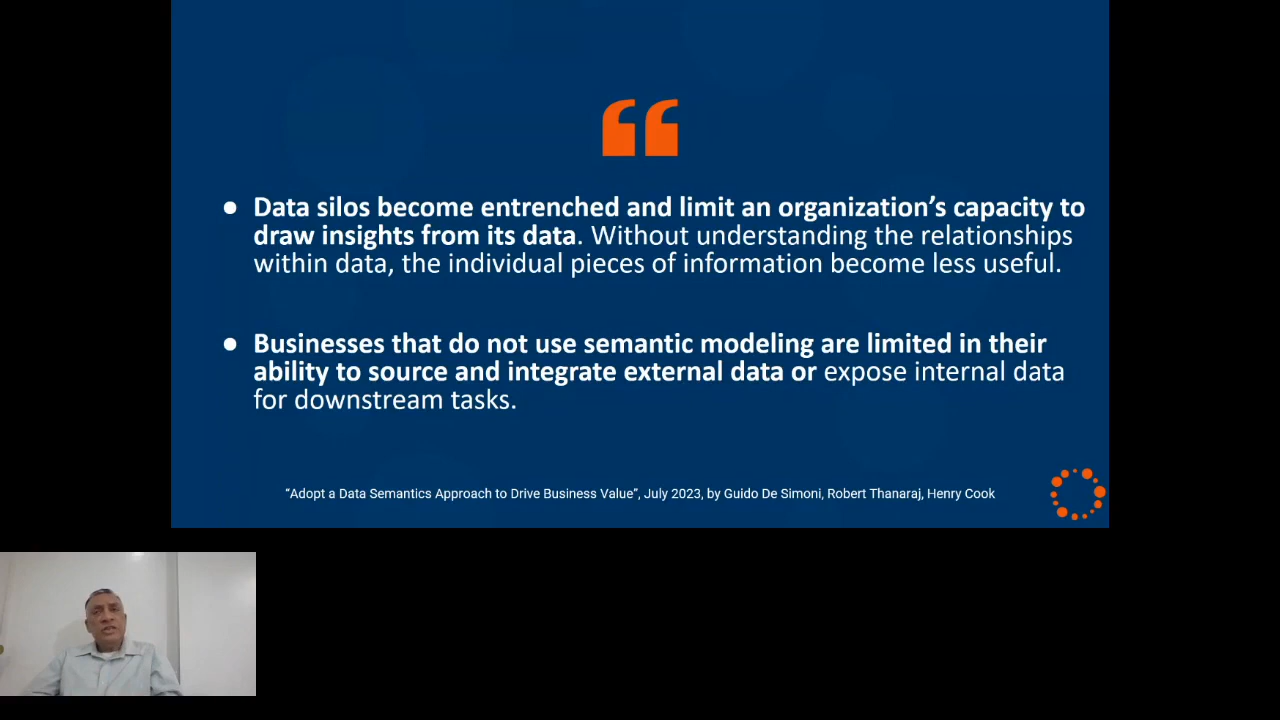 “
● Data silos become entrenched and limit an organization’s capacity to
draw insights from its data. Without understanding the relationships
within data, the individual pieces of information become less useful.
● Businesses that do not use semantic modeling are limited in their
ability to source and integrate external data or expose internal data
for downstream tasks.
“Adopt a Data Semantics Approach to Drive Business Value”, July 2023, by Guido De Simoni, Robert Thanaraj, Henry Cook